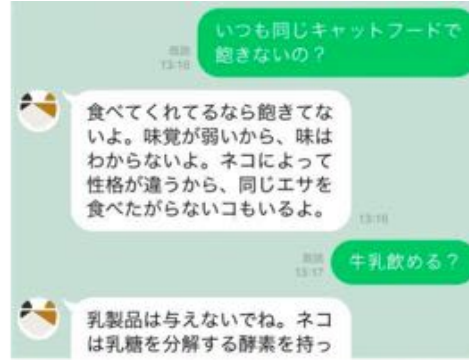 いつも同じキャットフードで
飽きないの？
既読
13:16
食べてくれてるなら飽きてな
いよ。味覚が弱いから、味は
わからないよ。ネコによって
性格が違うから、同じエサを
食べたがらないコもいるよ。
13:16
既読
13:17
牛乳飲める？
乳製品は与えないでね。ネコ
は乳糖を分解する酵素を持っ